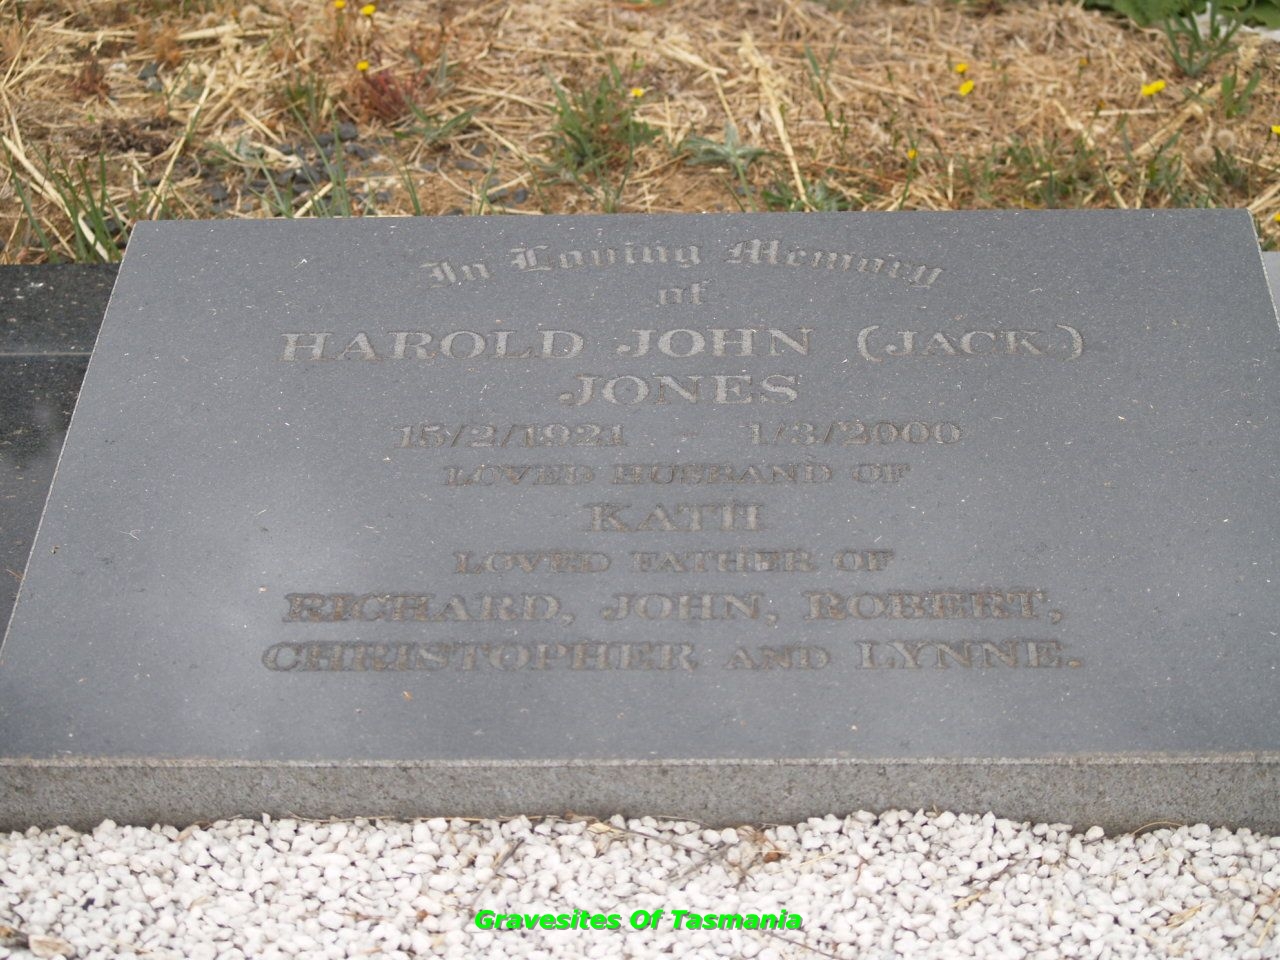 In Loving Memory
of
HAROLD JOHN (JACK)
JONES
15/2/1921 - 1/3/2000
LOVED HUSBAND OF
KATH
LOVED FATHER OF
RICHARD, JOHN, ROBERT,
CHRISTOPHER AND LYNNE.
Gravesites Of Tasmania